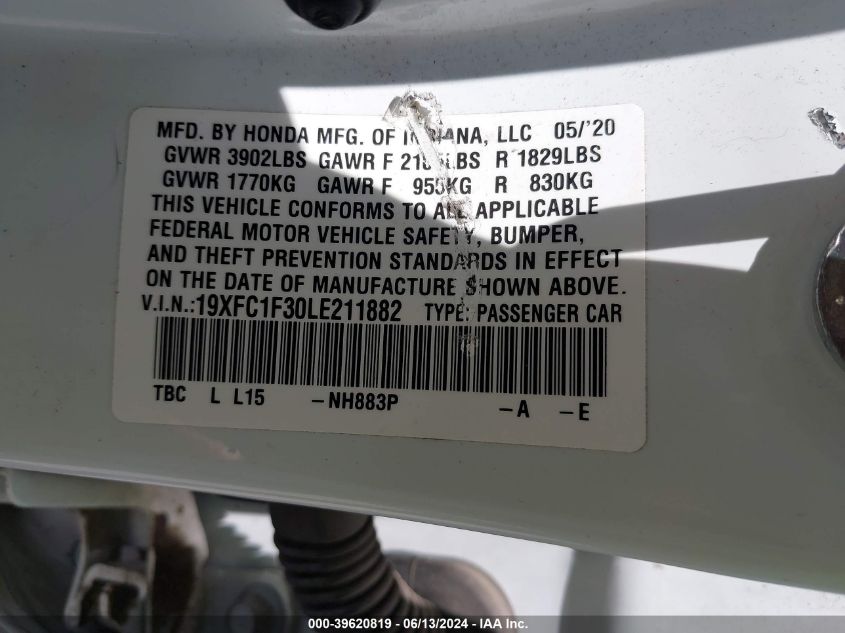 MFD. BY HONDA MFG. OF INDIANA, LLC 05/'20
GVWR 3902LBS GAWR F LBS R 1829LBS
GVWR 1770KG GAWR F 955KG R 830KG
THIS VEHICLE CONFORMS TO ALL APPLICABLE
FEDERAL MOTOR VEHICLE SAFETY, BUMPER,
AND THEFT PREVENTION STANDARDS IN EFFECT
ON THE DATE OF MANUFACTURE SHOWN ABOVE.
V.I.N.:19XFC1F30LE211882 TYPE: PASSENGER CAR
TBC L L15 -NH883P -A -E
000-39620819 - 06/13/2024 - IAA Inc.